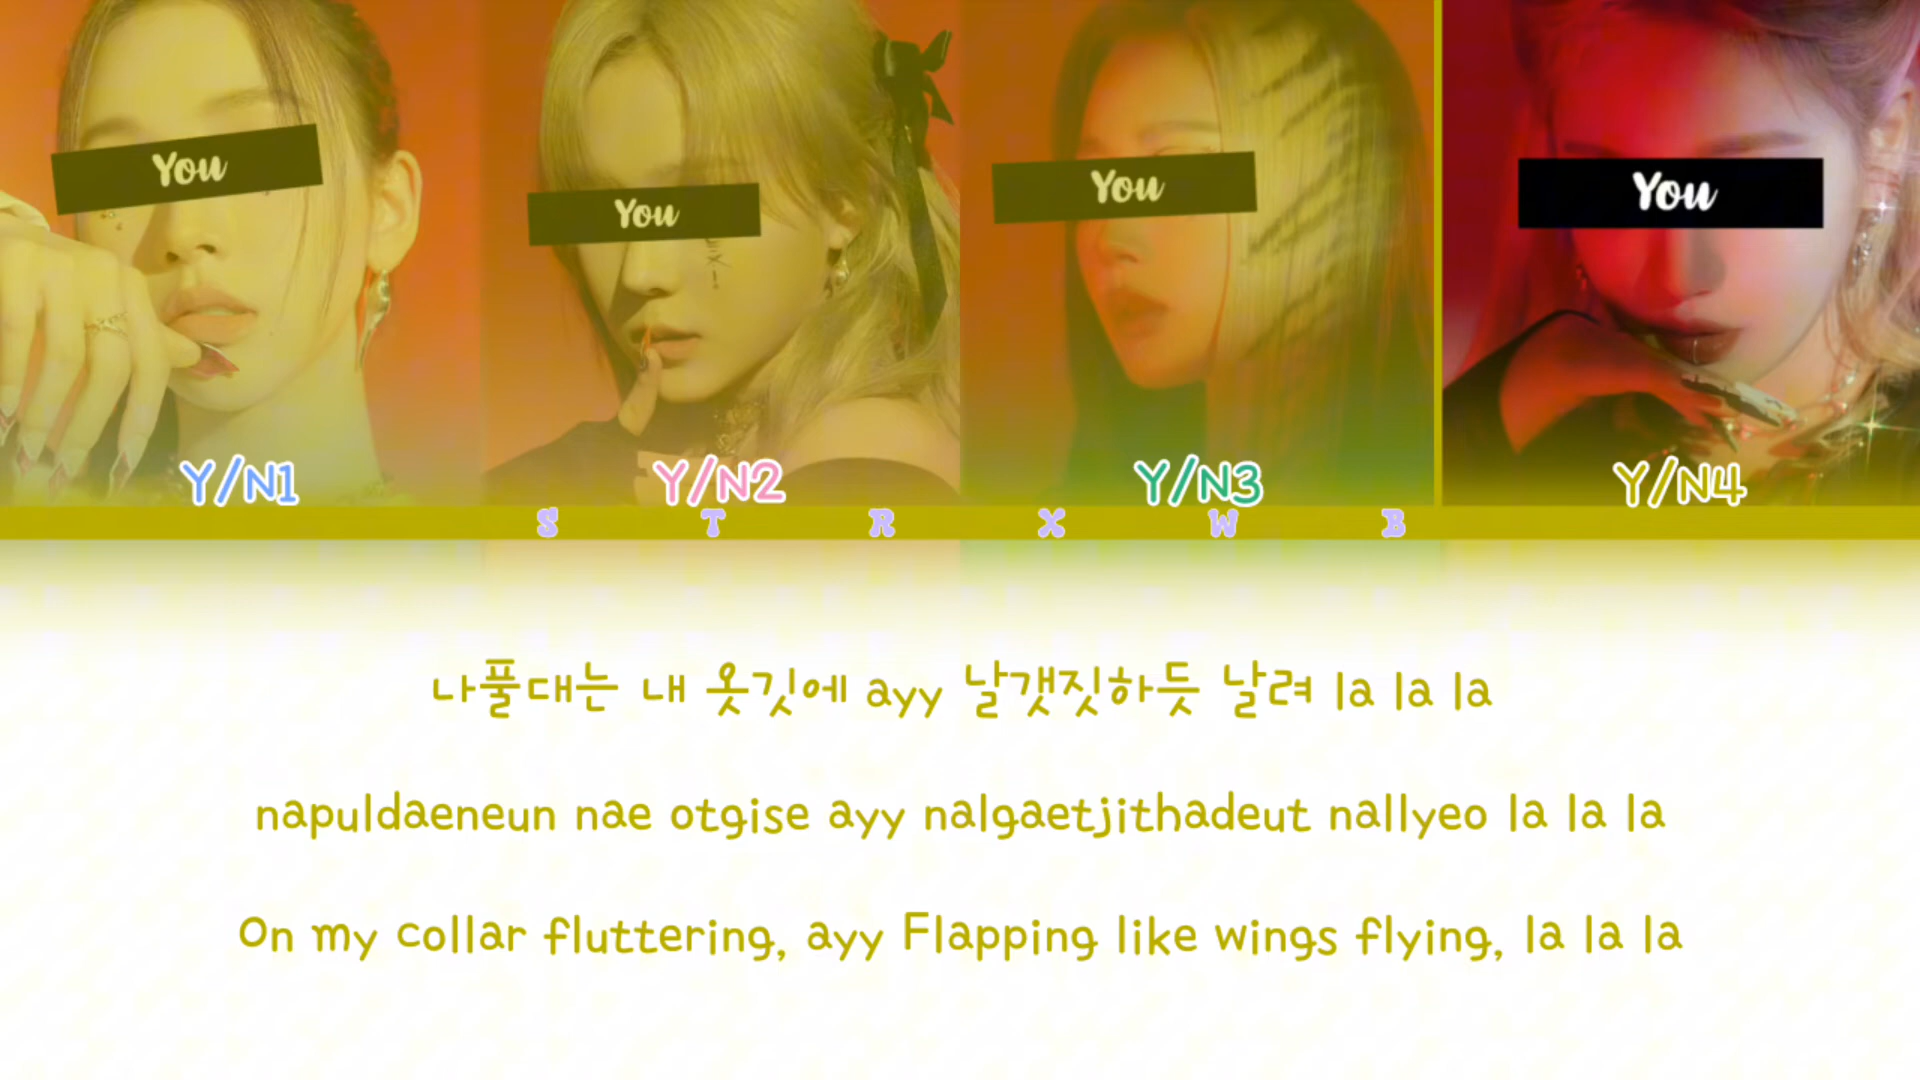 You You You You
Y/N1 Y/N2 Y/N3 Y/N4
S T R X W B
나풀대는 내 옷깃에 ayy 날갯짓하듯 날려 la la la
napuldaeneun nae otgise ayy nalgaetjithadeut nallyeo la la la
On my collar fluttering, ayy Flapping like wings flying, la la la